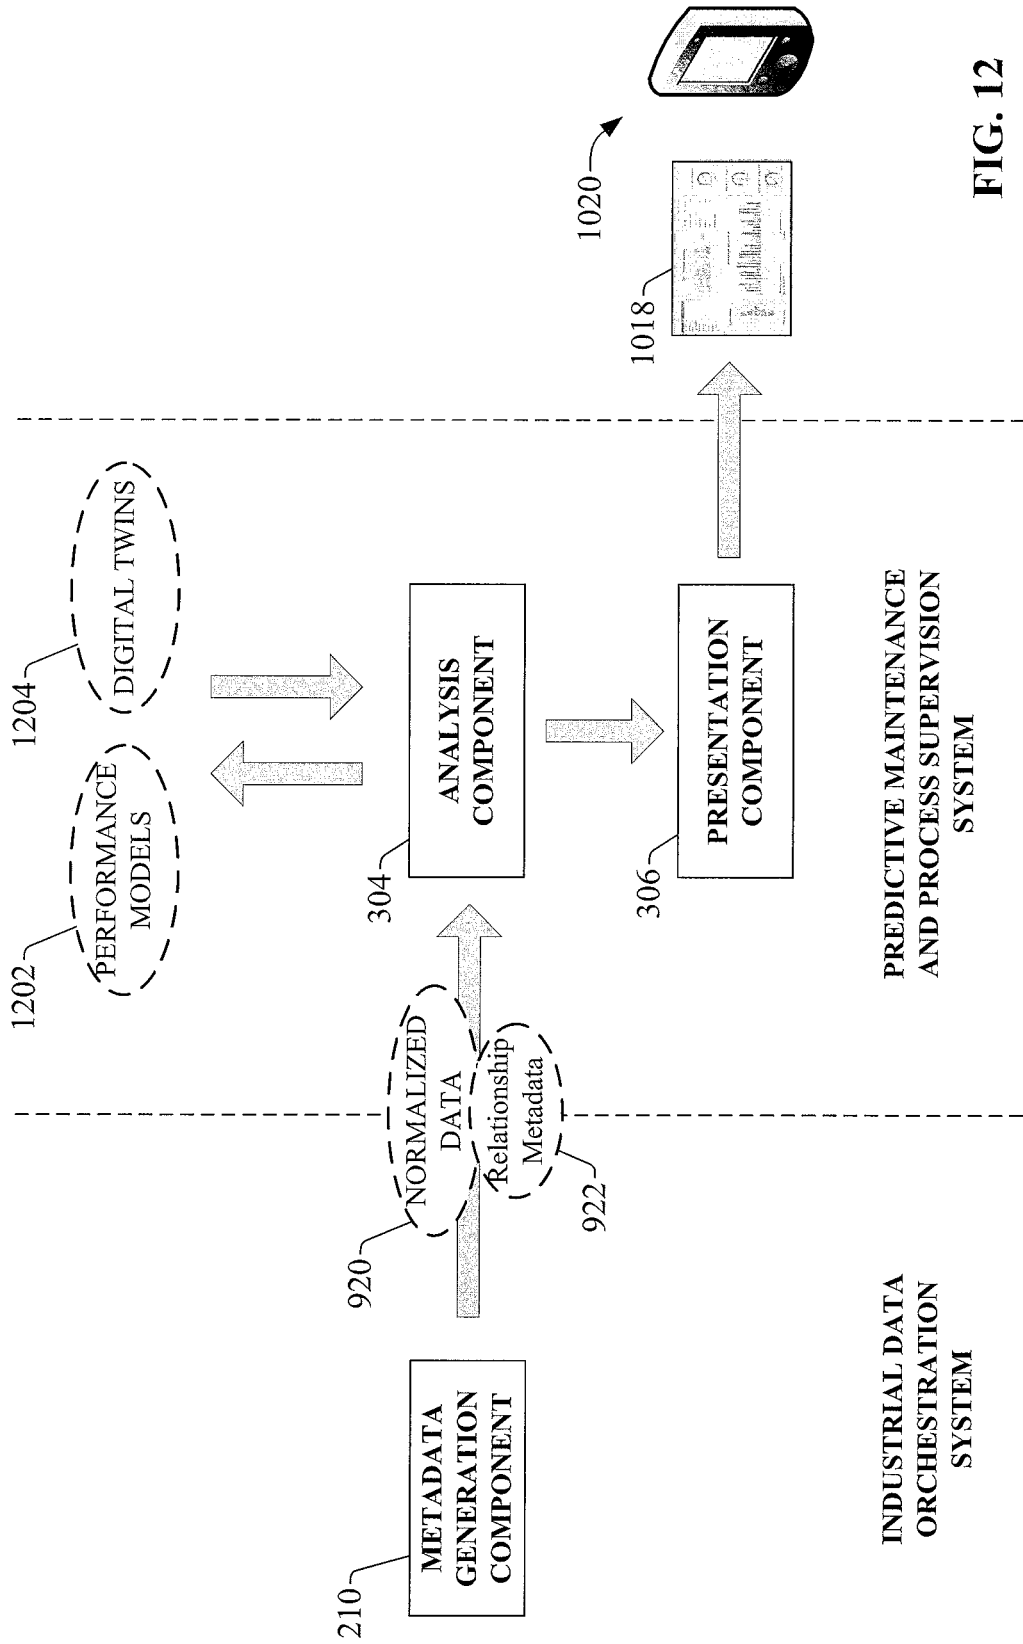 1202
PERFORMANCE
MODELS
1204
DIGITAL TWINS
920
NORMALIZED
DATA
Relationship
Metadata
922
210
METADATA
GENERATION
COMPONENT
304
ANALYSIS
COMPONENT
306
PRESENTATION
COMPONENT
1018
1020
INDUSTRIAL DATA
ORCHESTRATION
SYSTEM
PREDICTIVE MAINTENANCE
AND PROCESS SUPERVISION
SYSTEM
FIG. 12